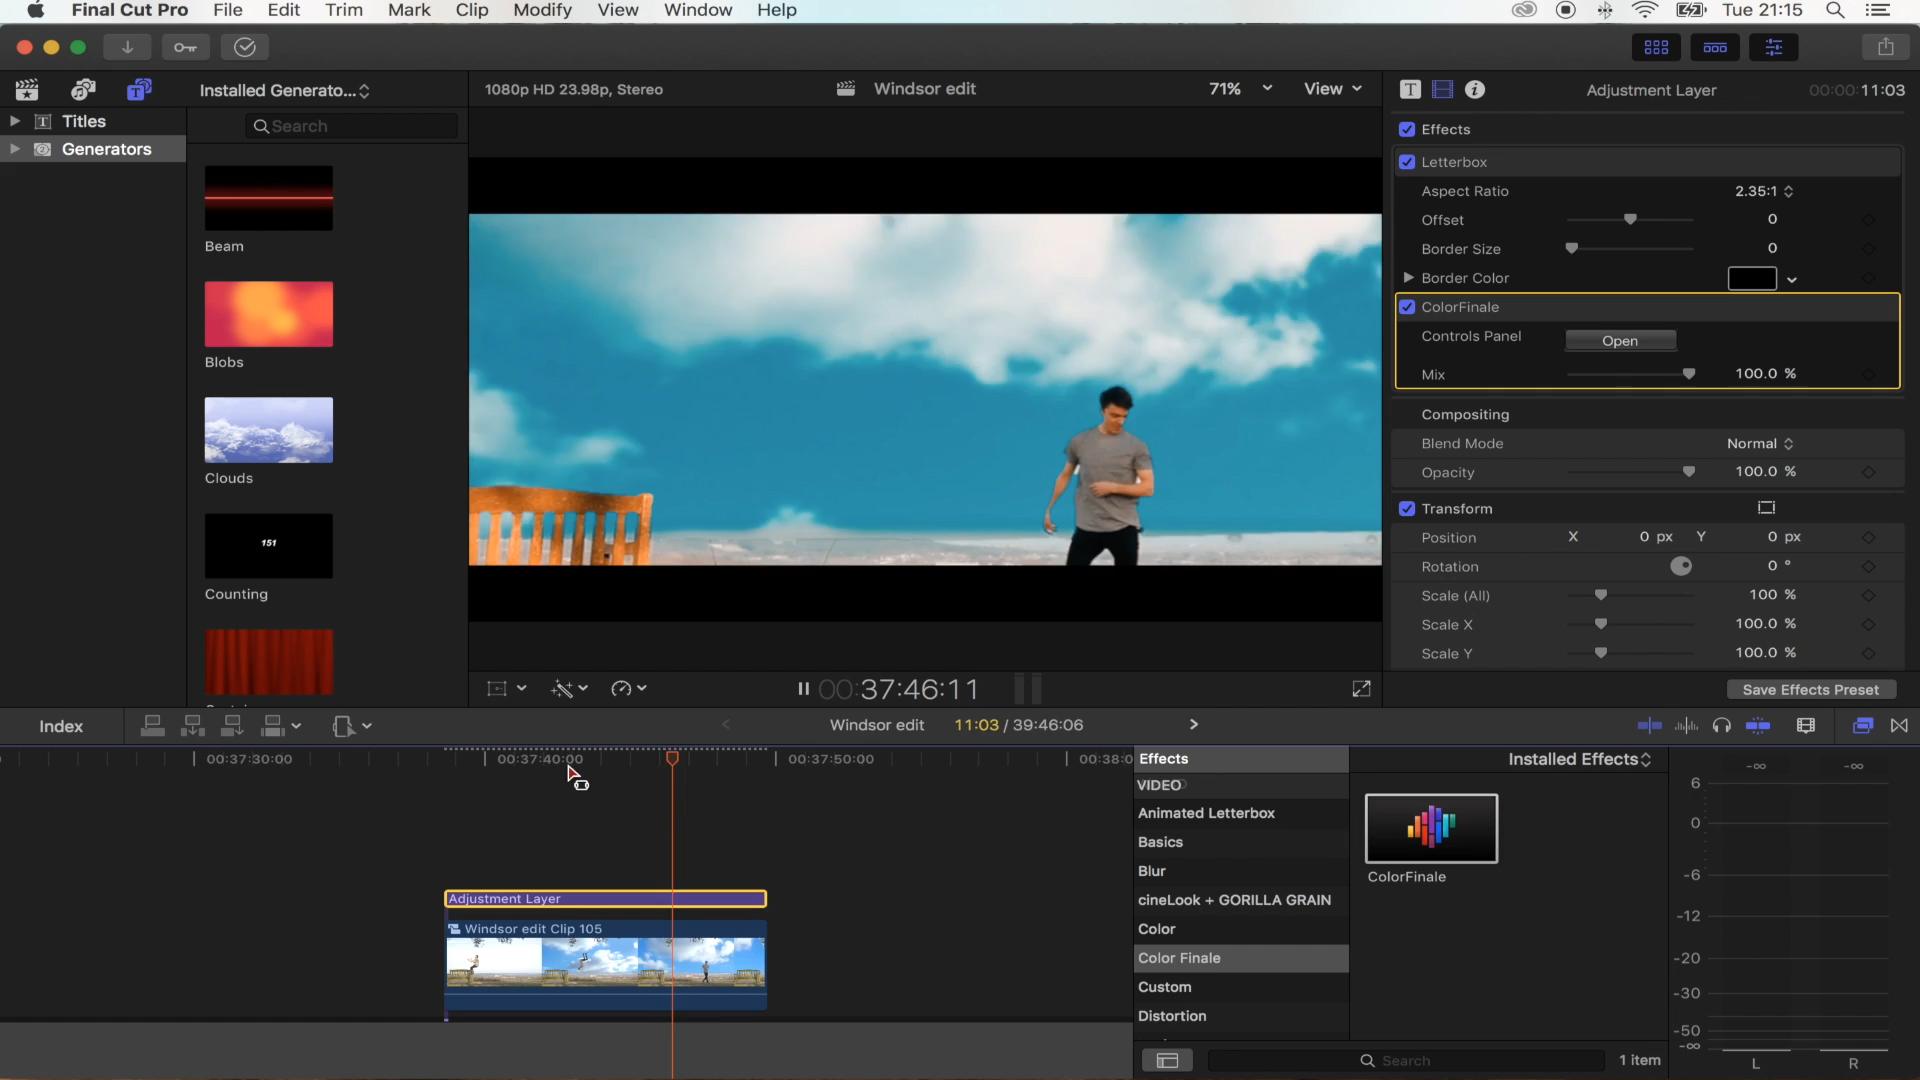 Final Cut Pro File Edit Trim Mark Clip Modify View Window Help Tue 21:15
Installed Generato... 1080p HD 23.98p, Stereo Windsor edit 71% View T Adjustment Layer 00:00:11:03
Titles
Generators
Search
Beam
Blobs
Clouds
151
Counting
Effects
Letterbox
Aspect Ratio 2.35:1
Offset 0
Border Size 0
Border Color
ColorFinale
Controls Panel Open
Mix 100.0 %
Compositing
Blend Mode Normal
Opacity 100.0 %
Transform
Position X 0 px Y 0 px
Rotation 0 °
Scale (All) 100 %
Scale X 100.0 %
Scale Y 100.0 %
00:37:46:11
Save Effects Preset
Index Windsor edit 11:03 / 39:46:06
00:37:30:00 00:37:40:00 00:37:50:00 00:38:0
Adjustment Layer
Windsor edit Clip 105
Effects Installed Effects
VIDEO
Animated Letterbox
Basics
Blur
cineLook + GORILLA GRAIN
Color
Color Finale
Custom
Distortion
ColorFinale
Search 1 item
-∞ -∞
6
0
-6
-12
-20
-30
-50
-∞
L R